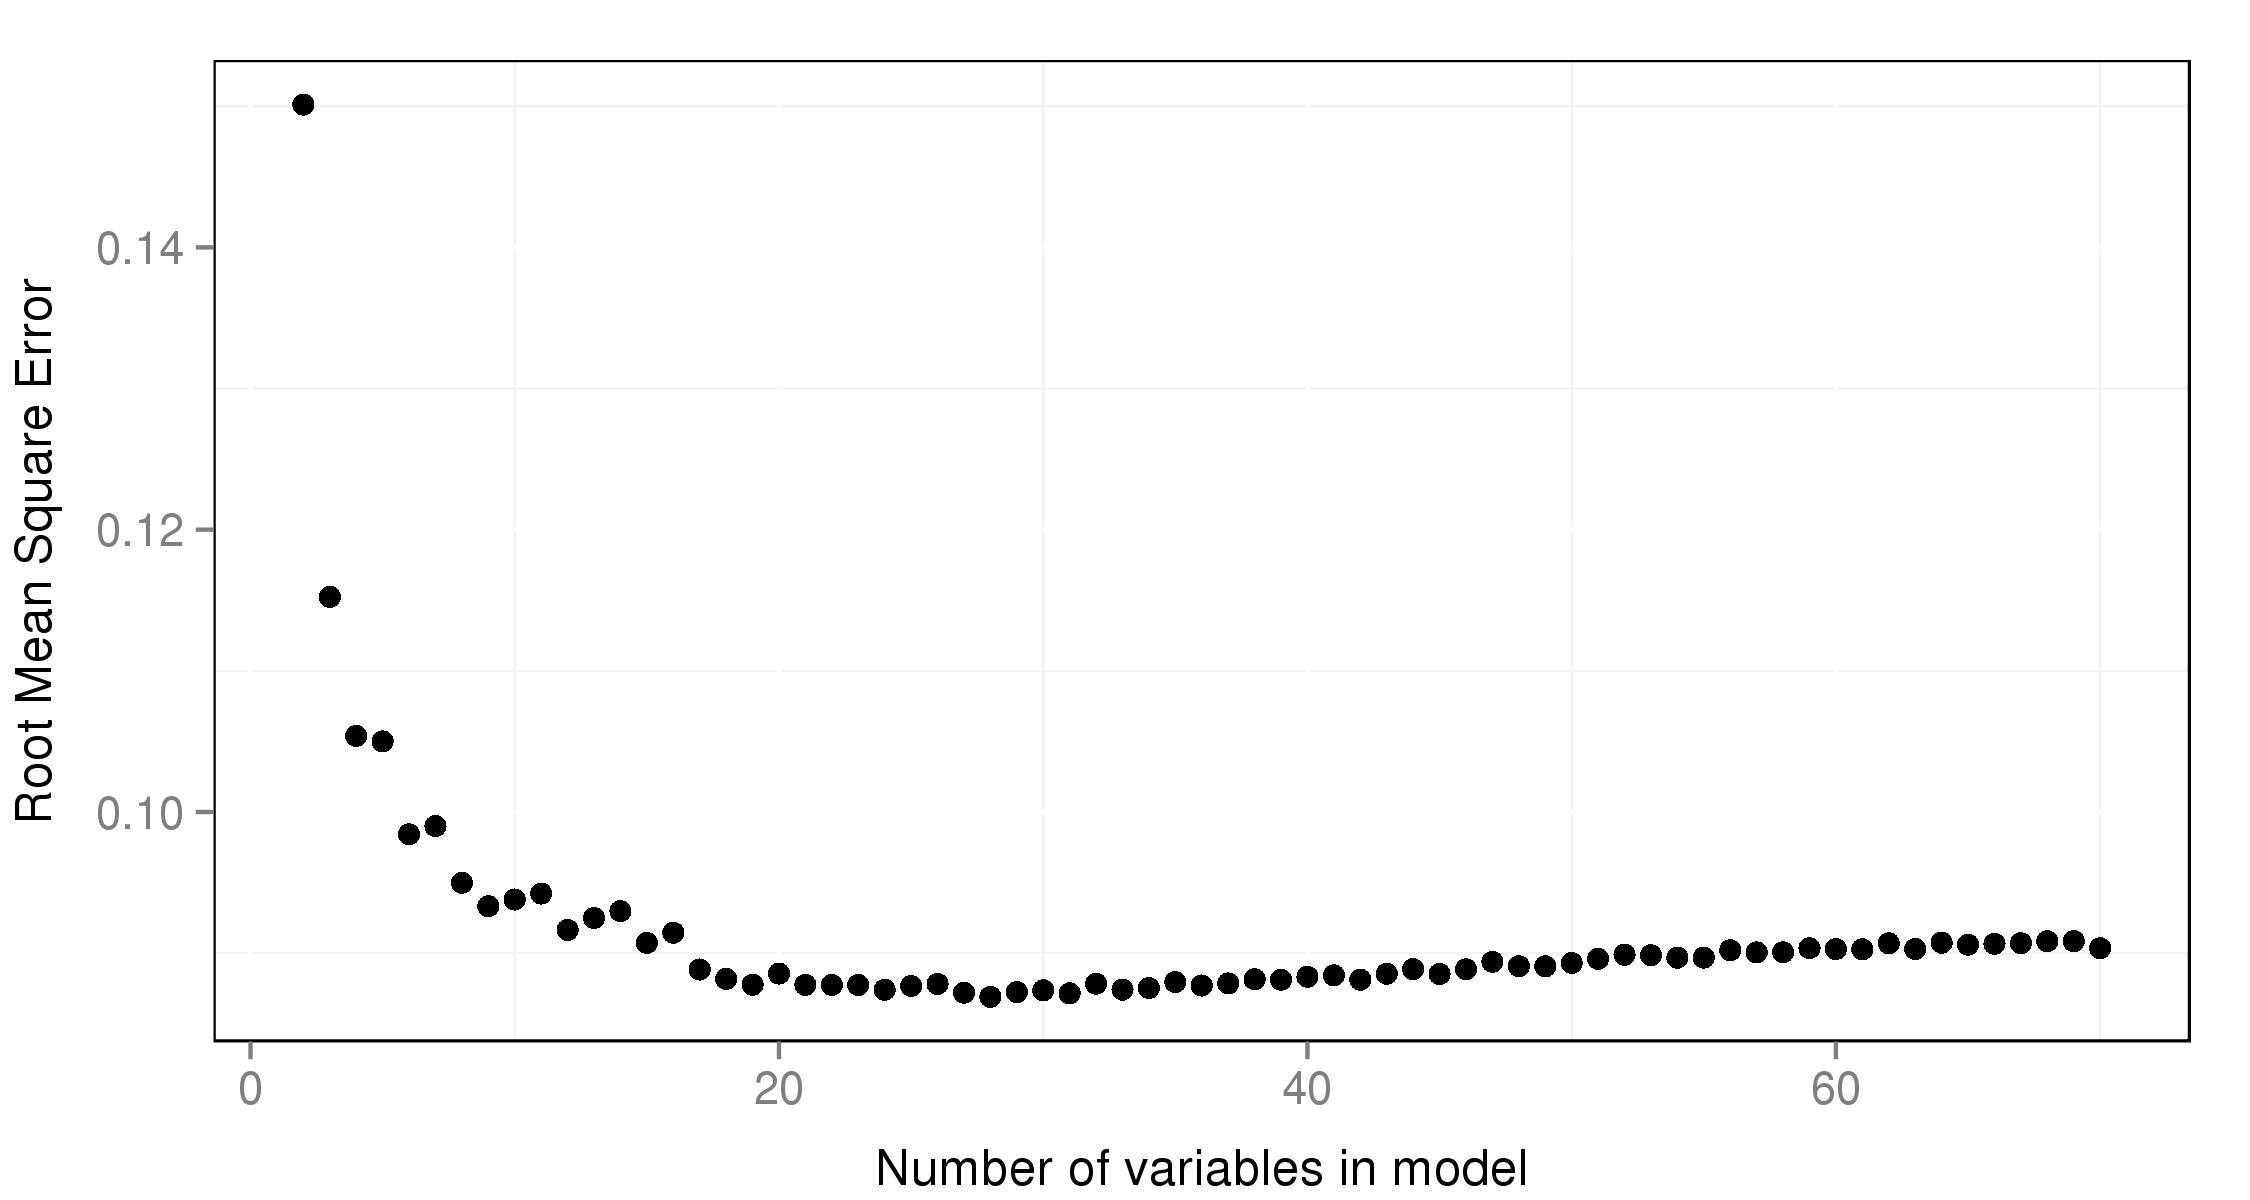 Root Mean Square Error
0.14
0.12
0.10
0 20 40 60
Number of variables in model